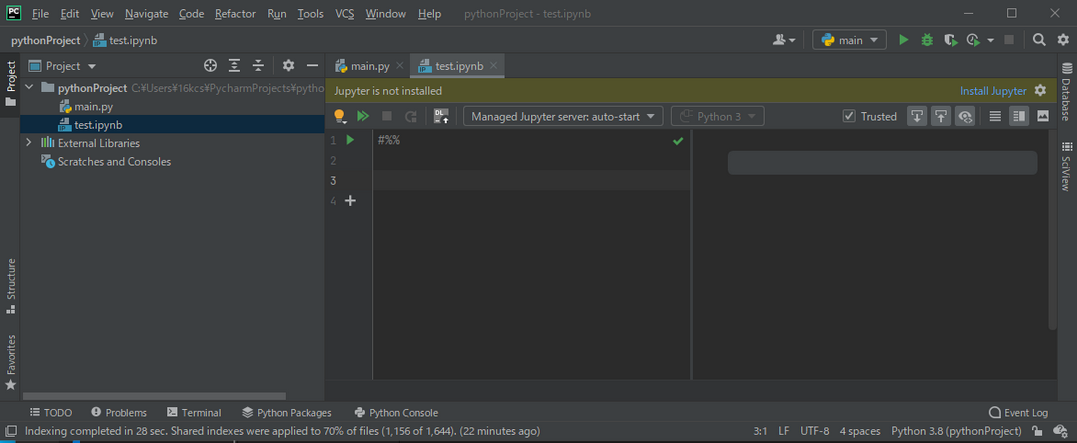 PC File Edit View Navigate Code Refactor Run Tools VCS Window Help pythonProject - test.ipynb
pythonProject test.ipynb main
Project
main.py test.ipynb
pythonProject C:¥Users¥16kcs¥PycharmProjects¥pytho
main.py
test.ipynb
External Libraries
Scratches and Consoles
Jupyter is not installed Install Jupyter
DL Managed Jupyter server: auto-start Python 3 Trusted
1 #%%
2
3
4
Project
Structure
Favorites
Database
SciView
TODO Problems Terminal Python Packages Python Console Event Log
Indexing completed in 28 sec. Shared indexes were applied to 70% of files (1,156 of 1,644). (22 minutes ago) 3:1 LF UTF-8 4 spaces Python 3.8 (pythonProject)